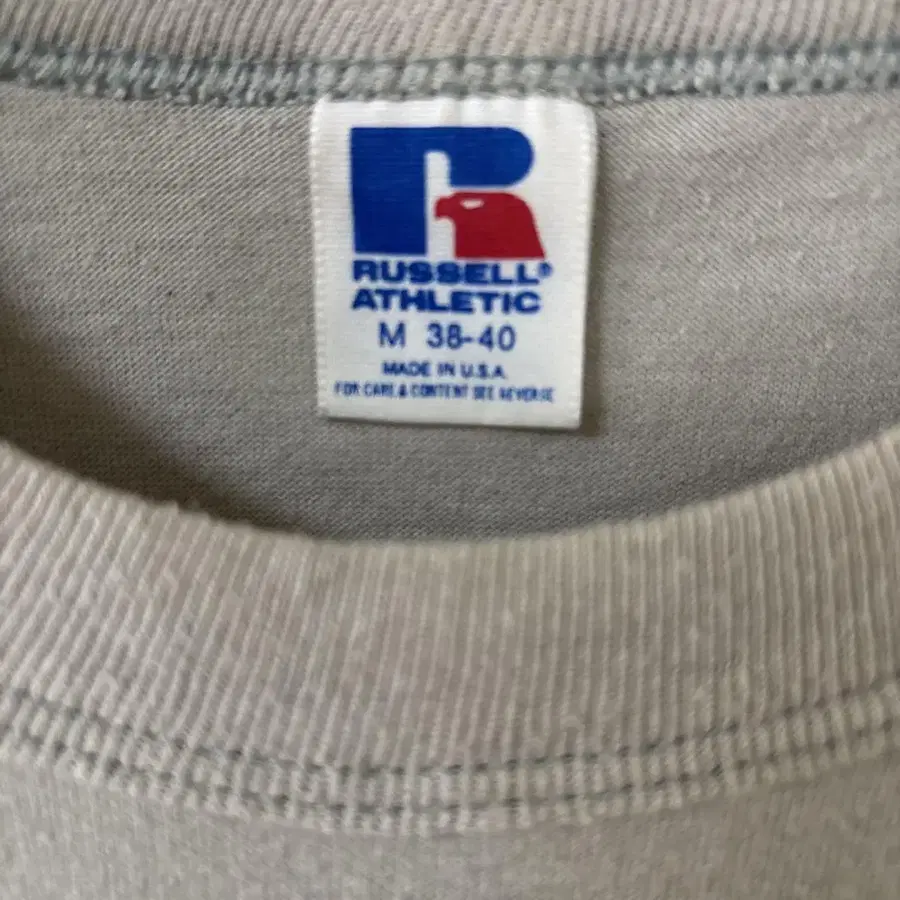 R
RUSSELL®
ATHLETIC
M 38-40
MADE IN U.S.A.
FOR CARE & CONTENT SEE REVERSE